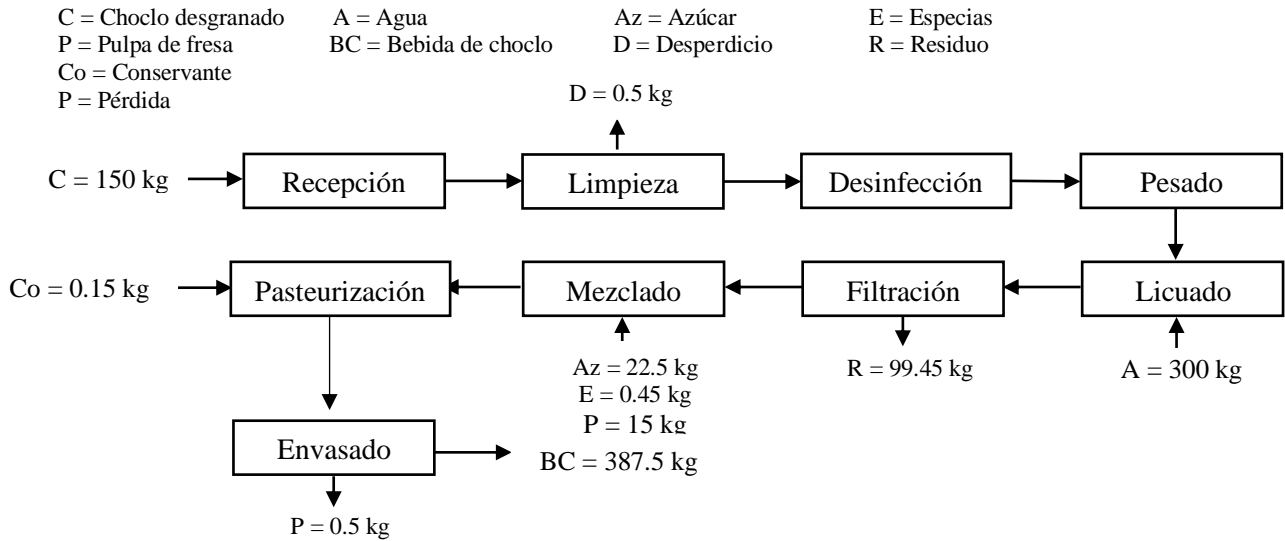 C = Choclo desgranado A = Agua Az = Azúcar E = Especias
P = Pulpa de fresa BC = Bebida de choclo D = Desperdicio R = Residuo
Co = Conservante
P = Pérdida
D = 0.5 kg
C = 150 kg Recepción Limpieza Desinfección Pesado
Co = 0.15 kg Pasteurización Mezclado Filtración Licuado
Az = 22.5 kg R = 99.45 kg A = 300 kg
E = 0.45 kg
P = 15 kg
Envasado BC = 387.5 kg
P = 0.5 kg